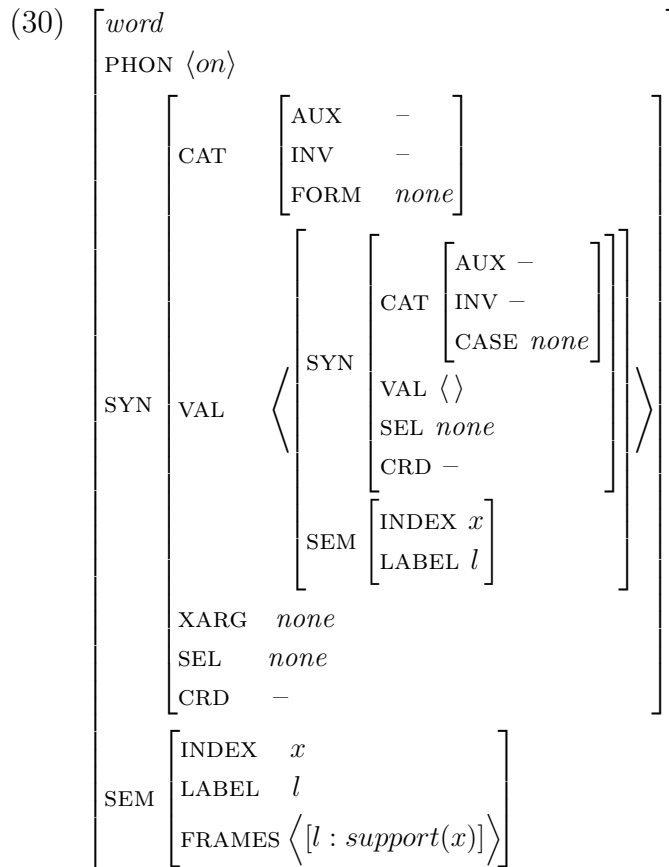 (30)
word
PHON ⟨on⟩
AUX –
CAT INV –
FORM none
AUX –
CAT INV –
CASE none
SYN
VAL ⟨ ⟩
SYN VAL
SEL none
CRD –
INDEX x
SEM
LABEL l
XARG none
SEL none
CRD –
INDEX x
LABEL l
SEM
FRAMES ⟨[l : support(x)]⟩